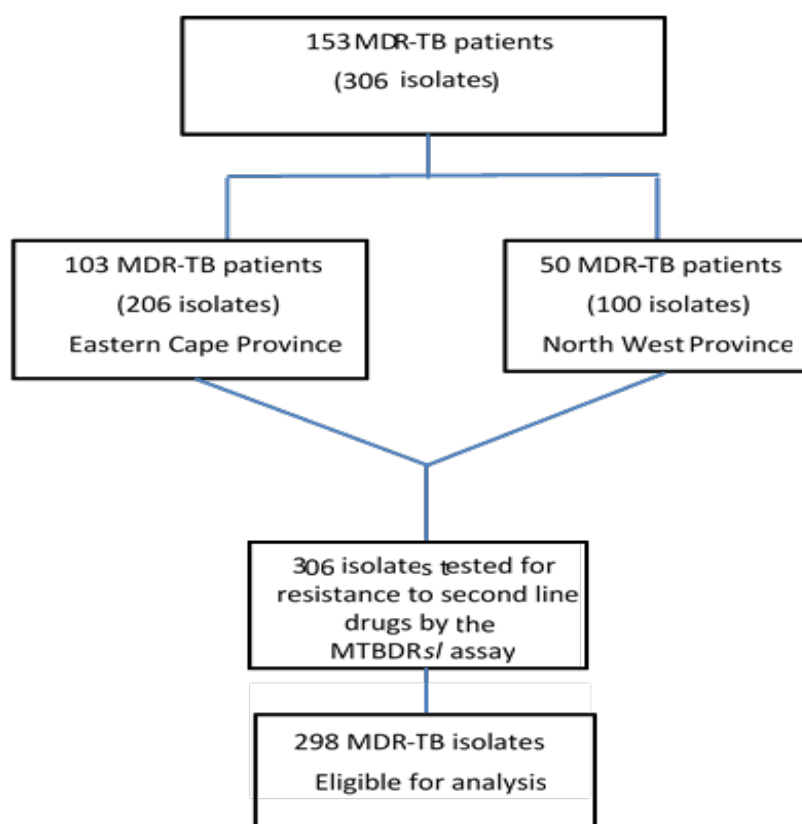 153 MDR-TB patients
(306 isolates)
103 MDR-TB patients
(206 isolates)
Eastern Cape Province
50 MDR-TB patients
(100 isolates)
North West Province
306 isolates tested for
resistance to second line
drugs by the
MTBDRsl assay
298 MDR-TB isolates
Eligible for analysis